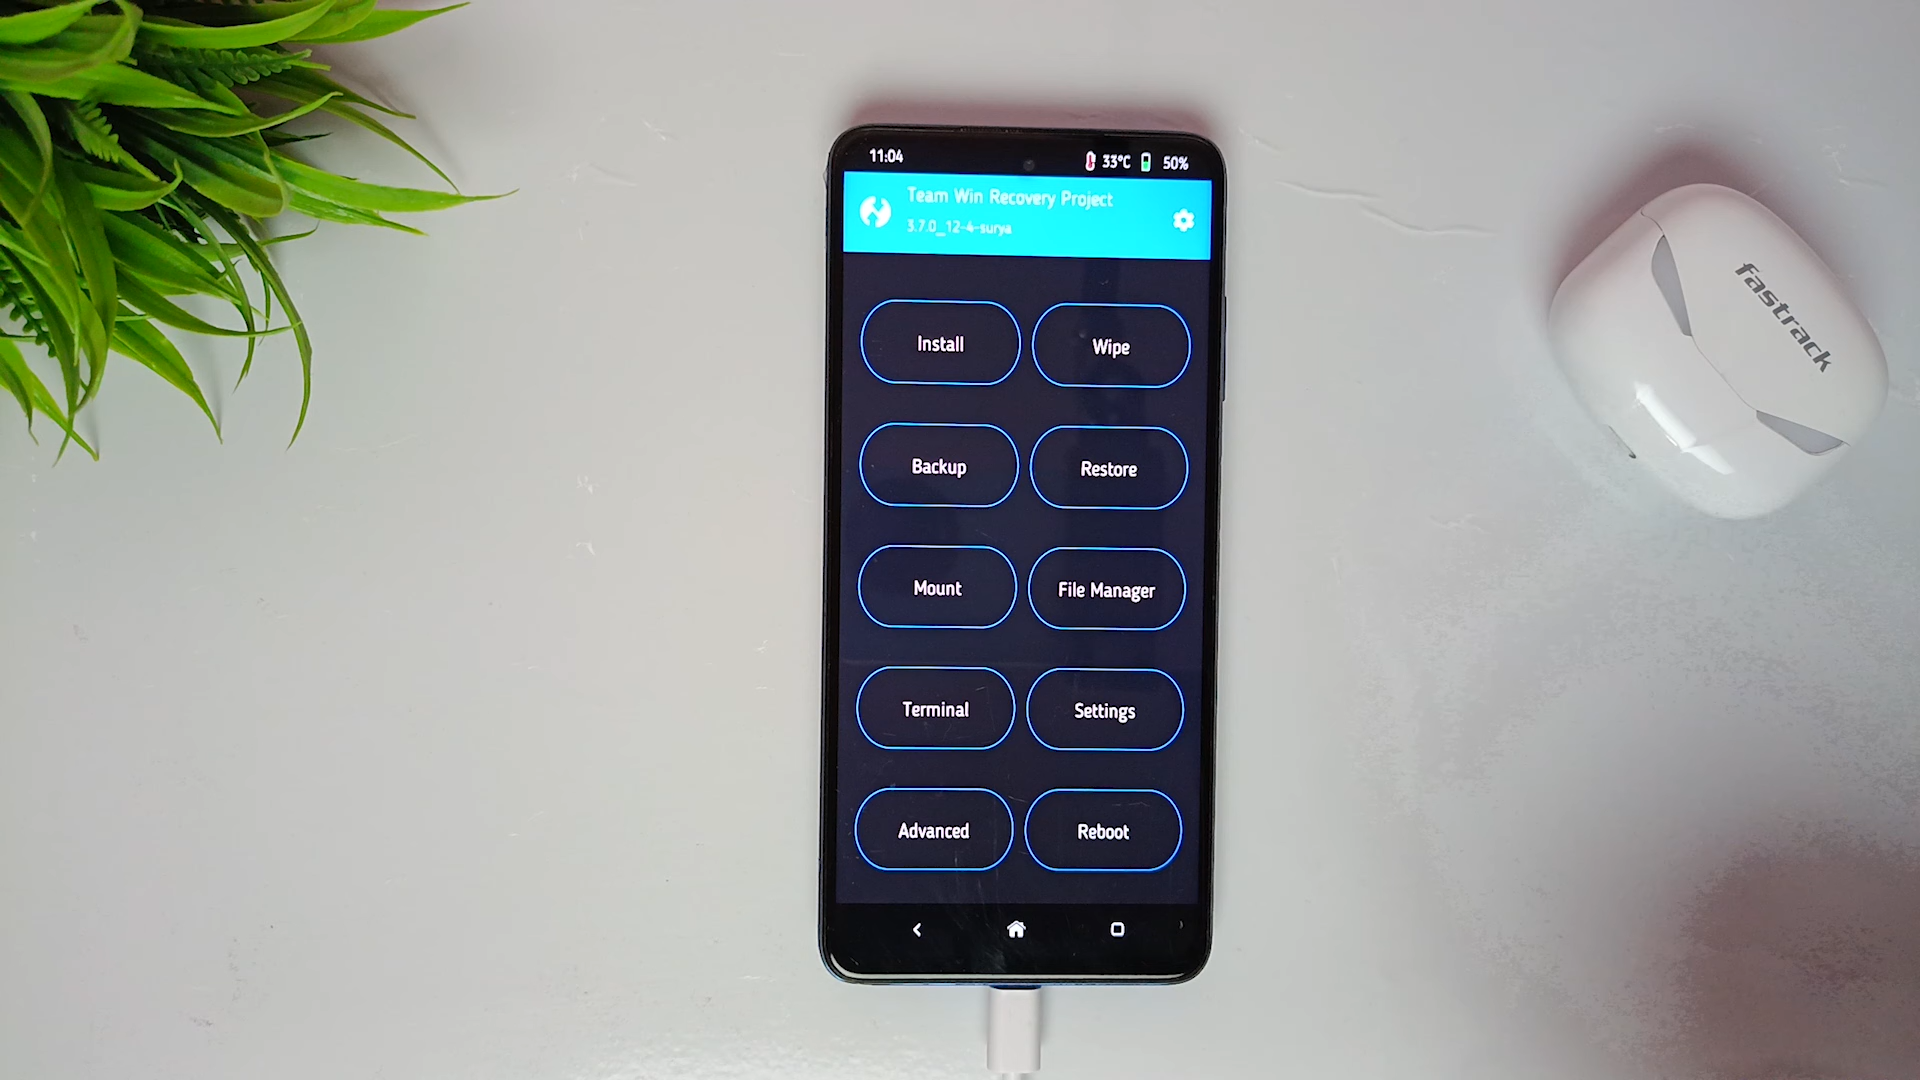 11:04 33°C 50%
Team Win Recovery Project
3.7.0_12-4-surya
Install Wipe
Backup Restore
Mount File Manager
Terminal Settings
Advanced Reboot
fastrack